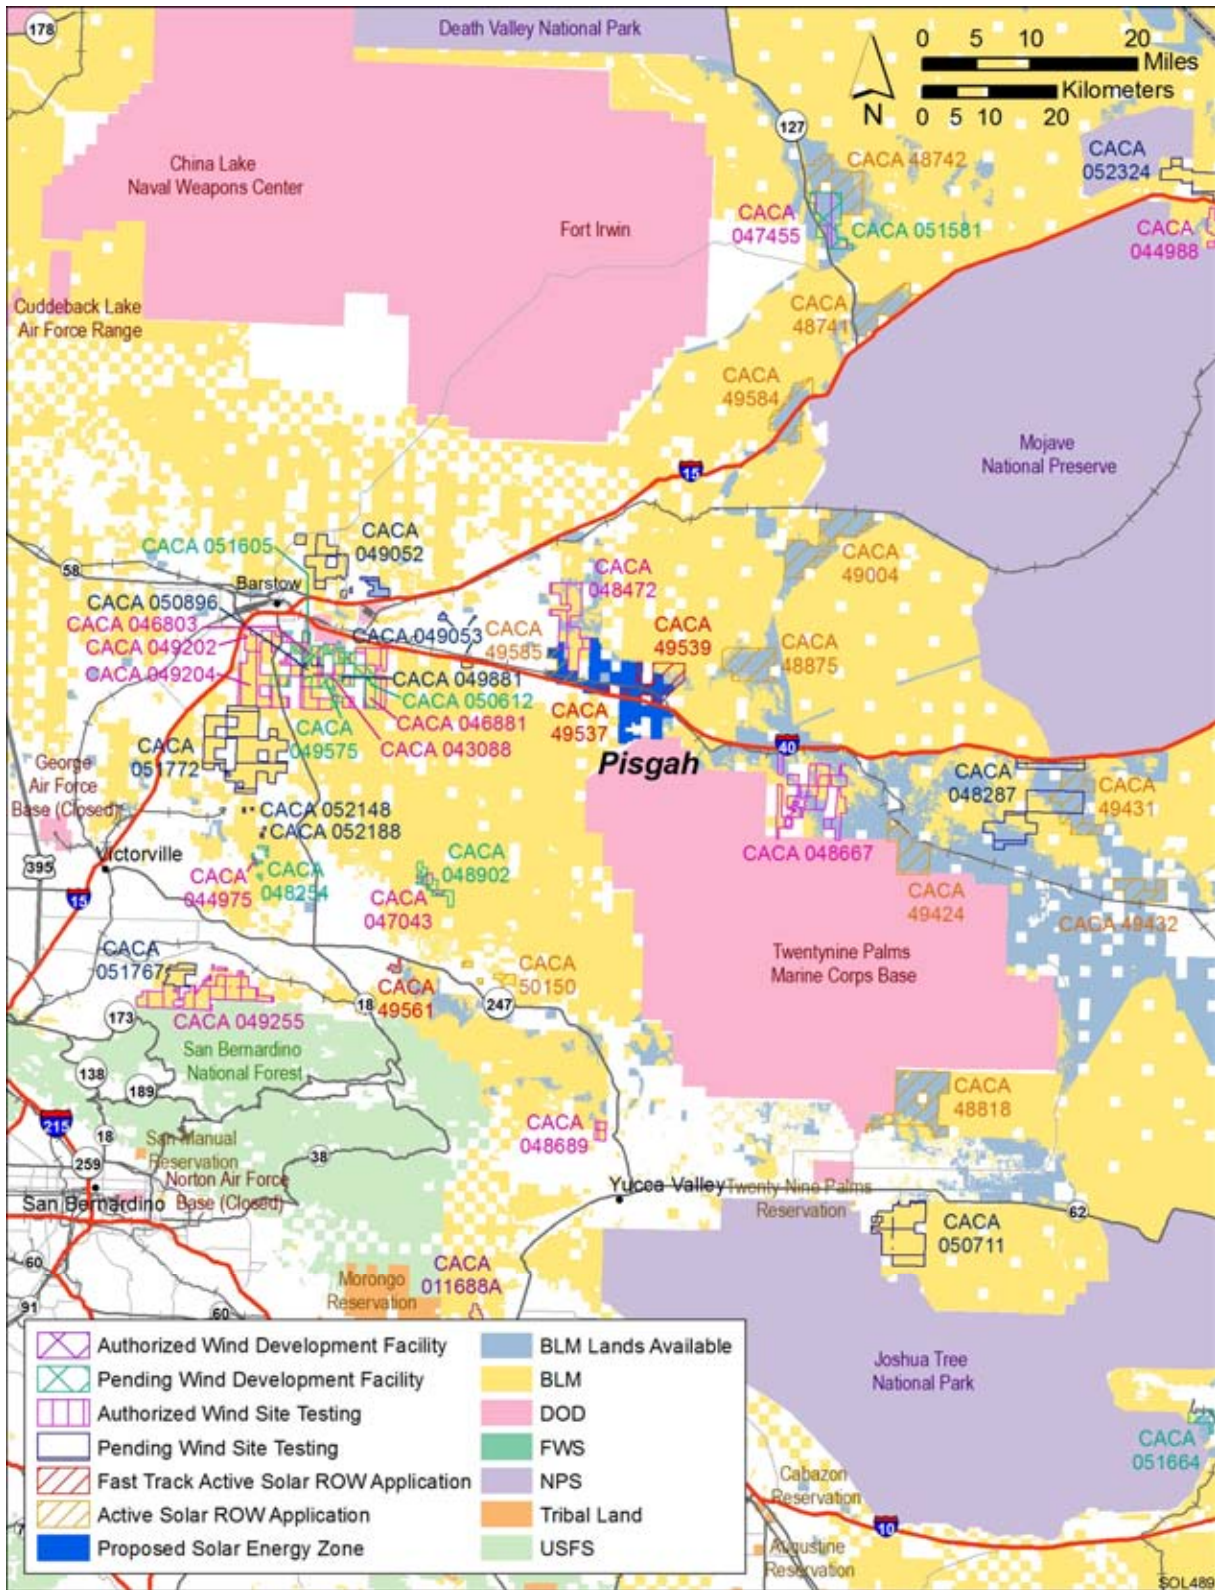 178
Death Valley National Park
0 5 10 20
Miles
Kilometers
0 5 10 20
N
127
China Lake
Naval Weapons Center
Fort Irwin
CACA 48742
CACA
052324
CACA
047455
CACA 051581
CACA
044988
Cuddeback Lake
Air Force Range
CACA
48741
CACA
49584
Mojave
National Preserve
15
CACA 051605
CACA
049052
58
Barstow
CACA
49004
CACA
048472
CACA 050896
CACA 046803
CACA 049202
CACA 049204
CACA 049053
CACA
49585
CACA
49539
CACA
48875
CACA 049881
CACA 050612
CACA 046881
CACA 043088
CACA
049575
CACA
49537
Pisgah
40
CACA
051772
George
Air Force
Base (Closed)
CACA
048287
CACA
49431
CACA 052148
CACA 052188
395
Victorville
CACA
044975
CACA
048254
CACA
048902
CACA
047043
CACA 048667
CACA
49424
CACA 49432
15
CACA
051767
CACA 049255
CACA
49561
CACA
50150
18
247
Twentynine Palms
Marine Corps Base
173
138
189
San Bernardino
National Forest
215
18
259
38
San Manual
Reservation
Norton Air Force
Base (Closed)
San Bernardino
CACA
48818
CACA
048689
Yucca Valley
Twenty-Nine Palms
Reservation
62
CACA
050711
60
91
60
Morongo
Reservation
CACA
011688A
Joshua Tree
National Park
CACA
051664
Cabazon
Reservation
10
Augustine
Reservation
Authorized Wind Development Facility
Pending Wind Development Facility
Authorized Wind Site Testing
Pending Wind Site Testing
Fast Track Active Solar ROW Application
Active Solar ROW Application
Proposed Solar Energy Zone
BLM Lands Available
BLM
DOD
FWS
NPS
Tribal Land
USFS
SOL489